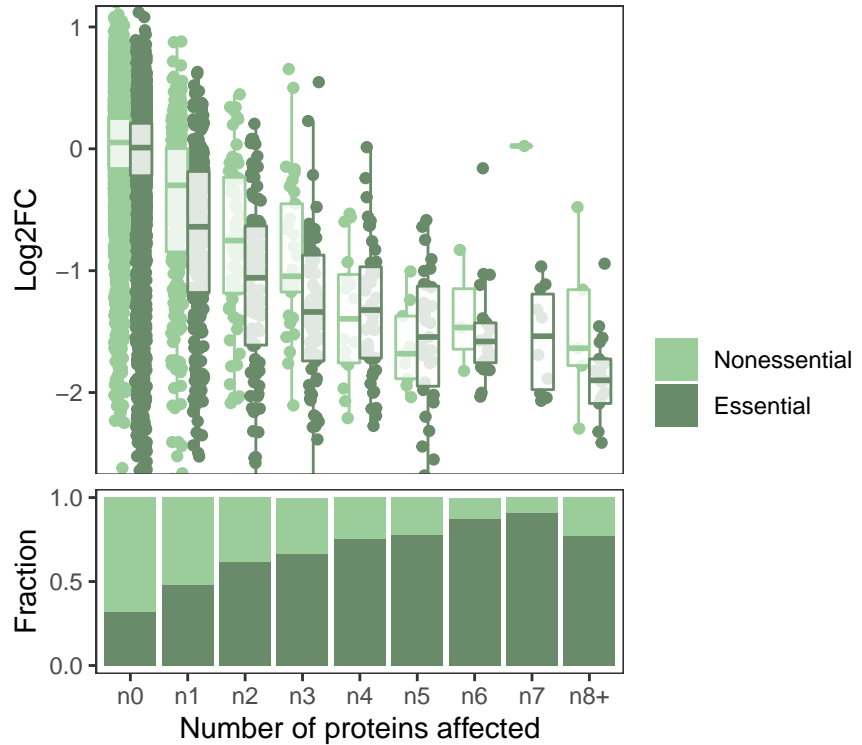 1
0
−1
−2
Log2FC
Nonessential
Essential
1.0
0.5
0.0
Fraction
n0 n1 n2 n3 n4 n5 n6 n7 n8+
Number of proteins affected